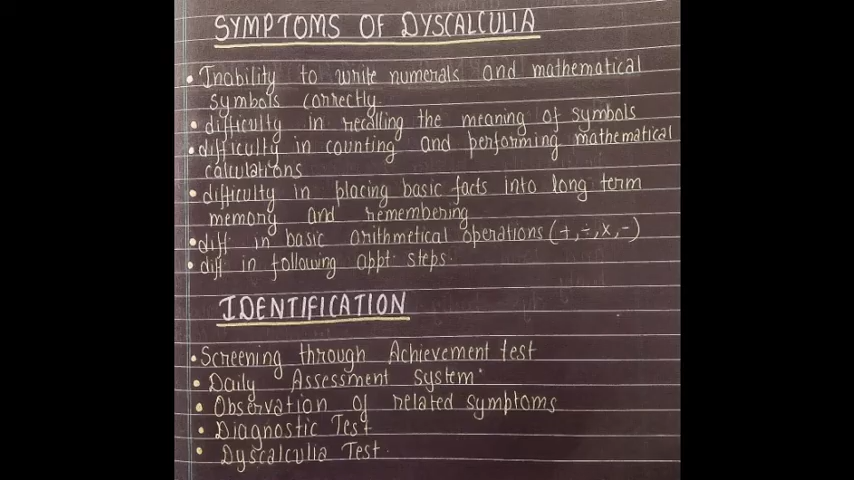 SYMPTOMS OF DYSCALCULIA
• Inability to write numerals and mathematical
symbols correctly.
• difficulty in recalling the meaning of symbols
• difficulty in counting and performing mathematical
calculations
• difficulty in placing basic facts into long term
memory and remembering
• diff in basic arithmetical operations (+,÷,x,-)
• diff in following appt. steps.
IDENTIFICATION
• Screening through Achievement test
• Daily Assessment System
• Observation of related symptoms
• Diagnostic Test
• Dyscalculia Test.